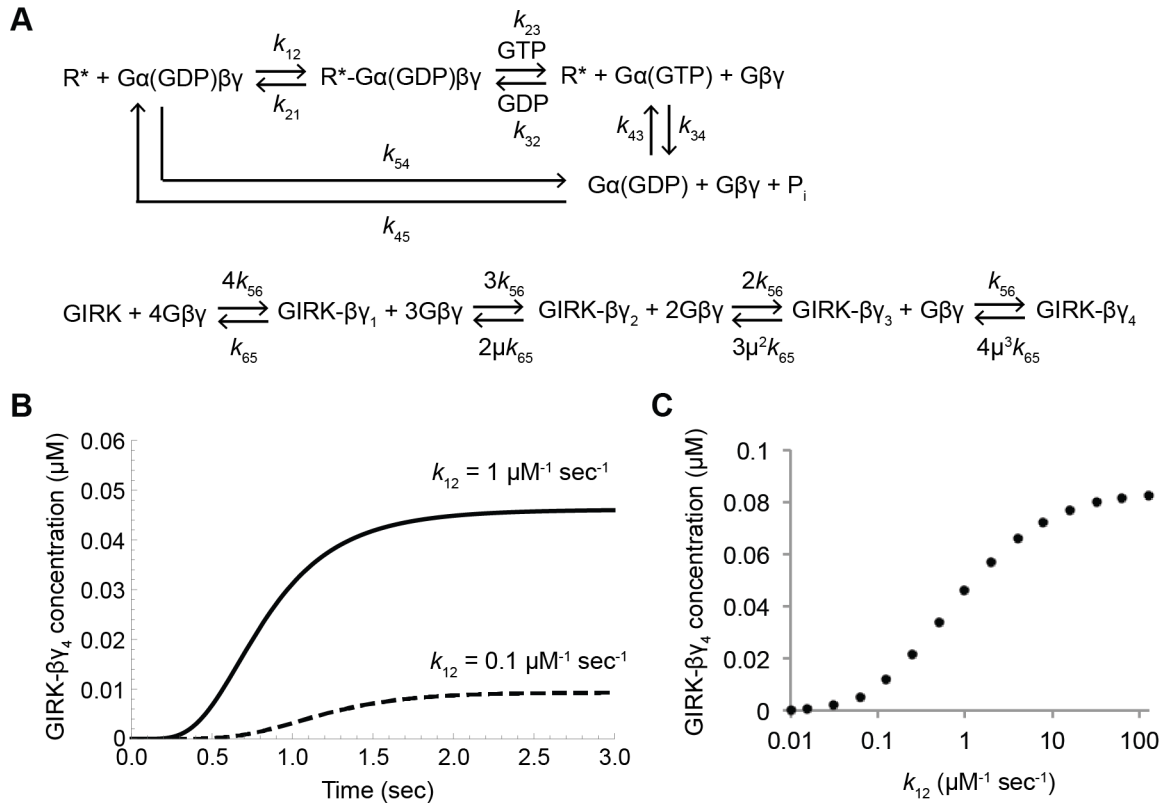 A
k12 k23
GTP
R* + Gα(GDP)βγ R*-Gα(GDP)βγ R* + Gα(GTP) + Gβγ
k21 GDP
k32 k43 k34
k54
Gα(GDP) + Gβγ + Pi
k45
4k56 3k56 2k56 k56
GIRK + 4Gβγ GIRK-βγ1 + 3Gβγ GIRK-βγ2 + 2Gβγ GIRK-βγ3 + Gβγ GIRK-βγ4
k65 2μk65 3μ²k65 4μ³k65
B
GIRK-βγ4 concentration (μM)
0.06
0.05
0.04
0.03
0.02
0.01
0
k12 = 1 μM-1 sec-1
k12 = 0.1 μM-1 sec-1
0.0 0.5 1.0 1.5 2.0 2.5 3.0
Time (sec)
C
GIRK-βγ4 concentration (μM)
0.1
0.08
0.06
0.04
0.02
0
0.01 0.1 1 10 100
k12 (μM-1 sec-1)